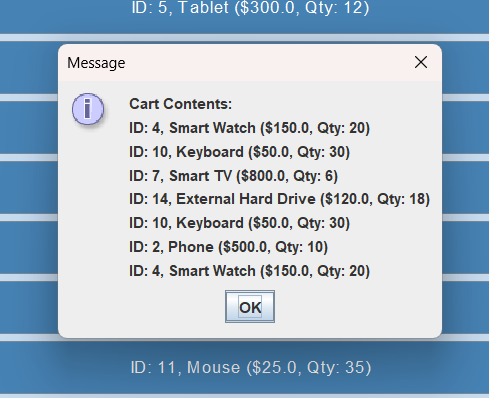 ID: 5, Tablet ($300.0, Qty: 12)
Message
i
Cart Contents:
ID: 4, Smart Watch ($150.0, Qty: 20)
ID: 10, Keyboard ($50.0, Qty: 30)
ID: 7, Smart TV ($800.0, Qty: 6)
ID: 14, External Hard Drive ($120.0, Qty: 18)
ID: 10, Keyboard ($50.0, Qty: 30)
ID: 2, Phone ($500.0, Qty: 10)
ID: 4, Smart Watch ($150.0, Qty: 20)
OK
ID: 11, Mouse ($25.0, Qty: 35)